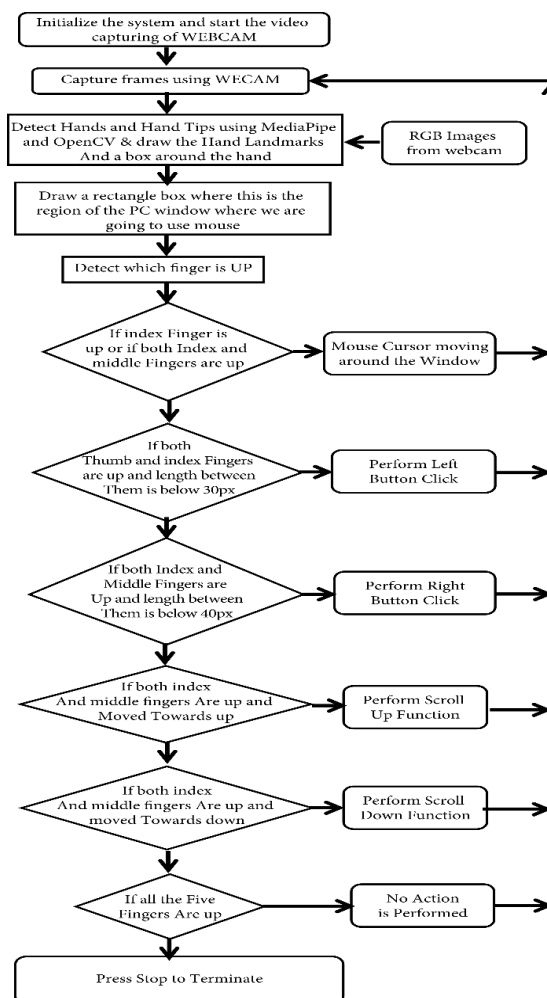 Initialize the system and start the video
capturing of WEBCAM
Capture frames using WECAM
Detect Hands and Hand Tips using MediaPipe
and OpenCV & draw the Hand Landmarks
And a box around the hand
RGB Images
from webcam
Draw a rectangle box where this is the
region of the PC window where we are
going to use mouse
Detect which finger is UP
If index Finger is
up or if both Index and
middle Fingers are up
Mouse Cursor moving
around the Window
If both
Thumb and index Fingers
are up and length between
Them is below 30px
Perform Left
Button Click
If both Index and
Middle Fingers are
Up and length between
Them is below 40px
Perform Right
Button Click
If both index
And middle fingers Are up and
Moved Towards up
Perform Scroll
Up Function
If both index
And middle fingers Are up and
moved Towards down
Perform Scroll
Down Function
If all the Five
Fingers Are up
No Action
is Performed
Press Stop to Terminate